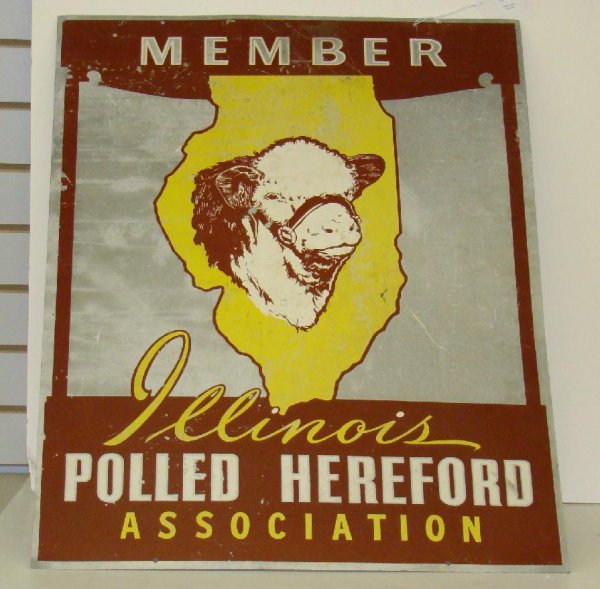 MEMBER
Illinois
POLLED HEREFORD
ASSOCIATION